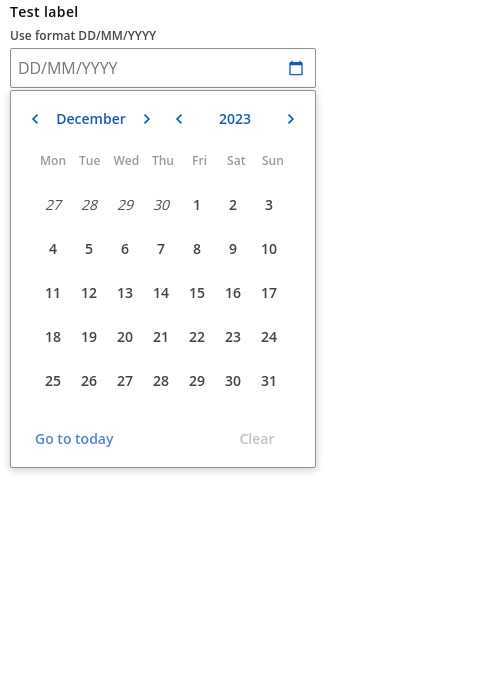 Test label
Use format DD/MM/YYYY
DD/MM/YYYY
December 2023
Mon Tue Wed Thu Fri Sat Sun
27 28 29 30 1 2 3
4 5 6 7 8 9 10
11 12 13 14 15 16 17
18 19 20 21 22 23 24
25 26 27 28 29 30 31
Go to today Clear